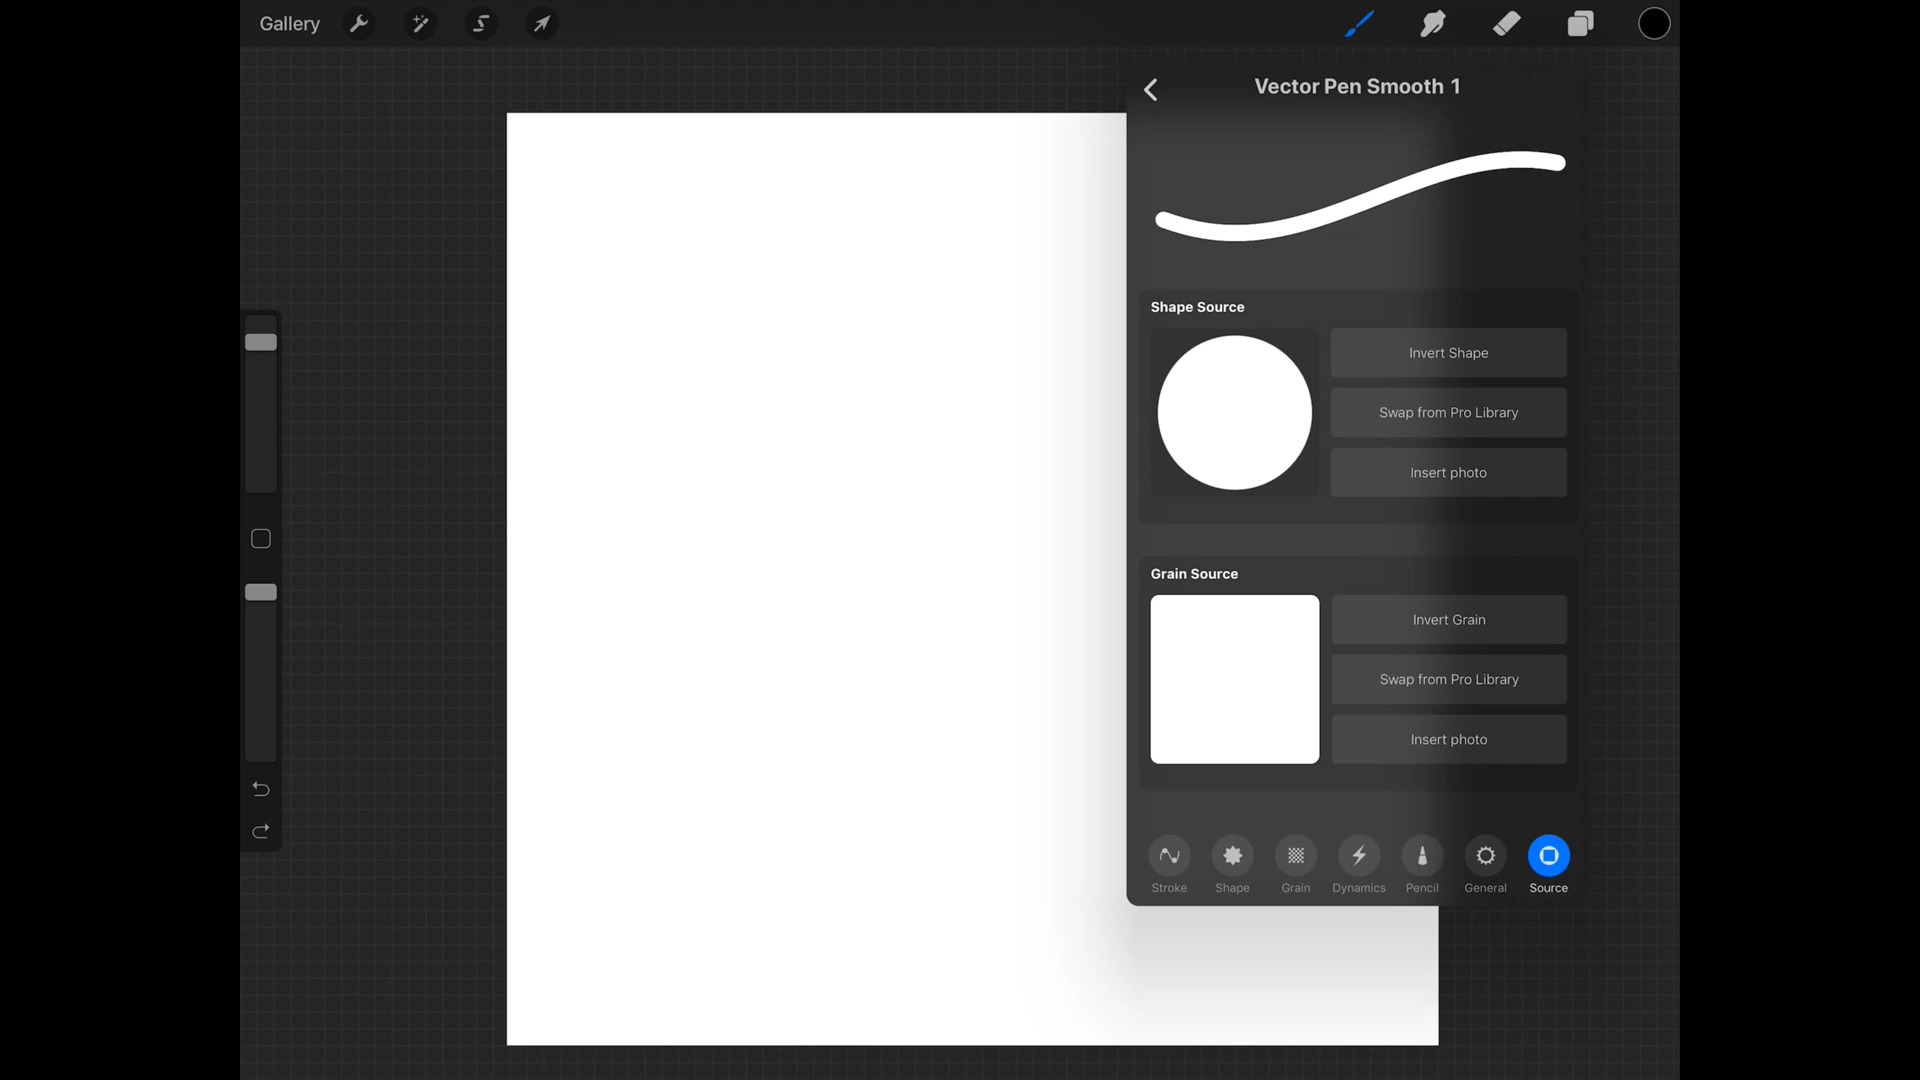 Gallery
Vector Pen Smooth 1
Shape Source
Invert Shape
Swap from Pro Library
Insert photo
Grain Source
Invert Grain
Swap from Pro Library
Insert photo
Stroke
Shape
Grain
Dynamics
Pencil
General
Source